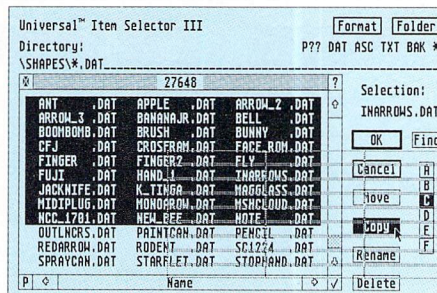 Universal™ Item Selector III
Format Folder
Directory:
P?? DAT ASC TXT BAK *
\SHAPES\*.DAT
27648 ?
Selection:
INARROWS.DAT
ANT .DAT APPLE .DAT ARROW_2 .DAT
ARROW_3 .DAT BANANAJR.DAT BELL .DAT
BOOMBOMB.DAT BRUSH .DAT BUNNY .DAT
CFJ .DAT CROSFRAM.DAT FACE_ROM.DAT
FINGER .DAT FINGER2 .DAT FLY .DAT
FUJI .DAT HAND_1 .DAT INARROWS.DAT
JACKNIFE.DAT K_TINGA .DAT MAGGLASS.DAT
MIDIPLUG.DAT MONOAROW.DAT MSHCLOUD.DAT
NCC_1701.DAT NEW_BEE .DAT NOTE .DAT
OUTLNCRS.DAT PAINTCAN.DAT PENCIL .DAT
REDARROW.DAT RODENT .DAT SC1224 .DAT
SPRAYCAN.DAT STARFLET.DAT STOPHAND.DAT
OK Find
Cancel
Move
Copy
Rename
Delete
A
B
C
D
E
F
P Name